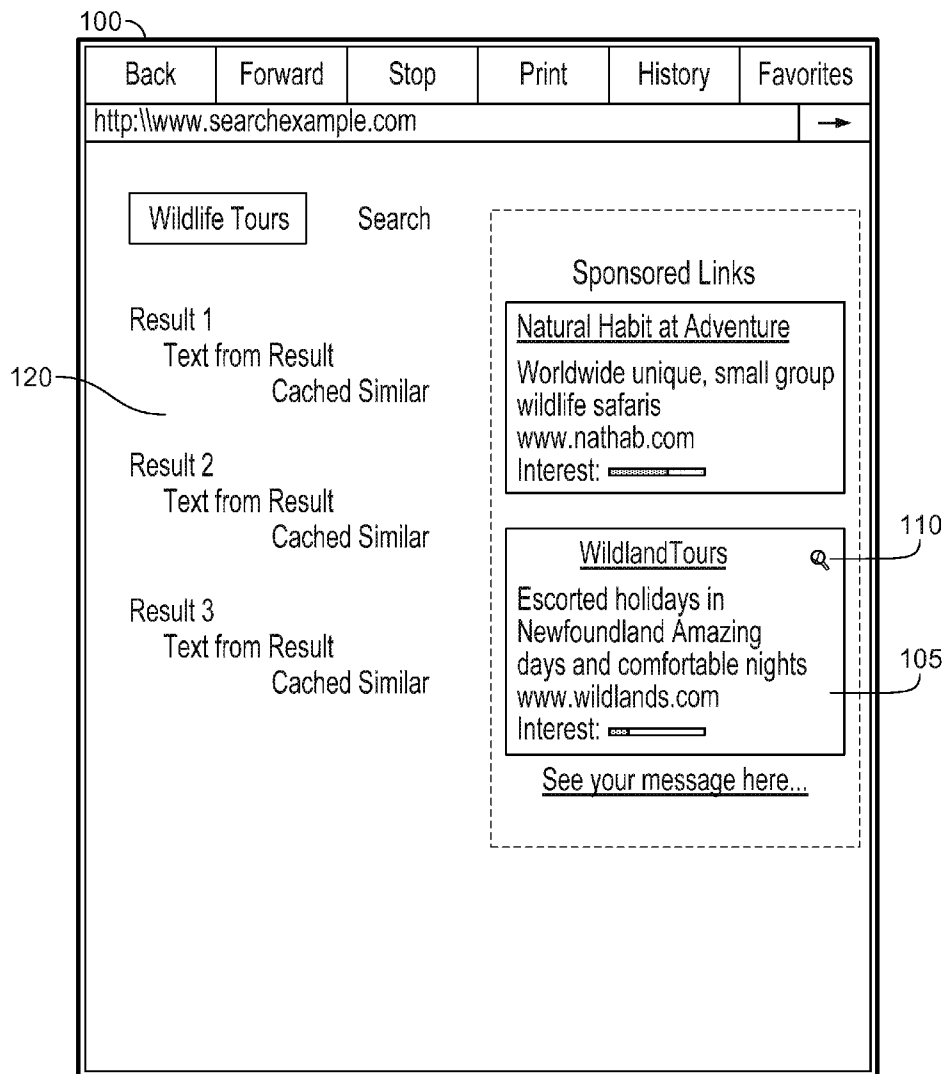 100
Back Forward Stop Print History Favorites
http:\\www.searchexample.com
Wildlife Tours Search
Result 1
Text from Result
Cached Similar
120
Result 2
Text from Result
Cached Similar
Result 3
Text from Result
Cached Similar
Sponsored Links
Natural Habit at Adventure
Worldwide unique, small group
wildlife safaris
www.nathab.com
Interest:
WildlandTours
110
Escorted holidays in
Newfoundland Amazing
days and comfortable nights
105
www.wildlands.com
Interest:
See your message here...